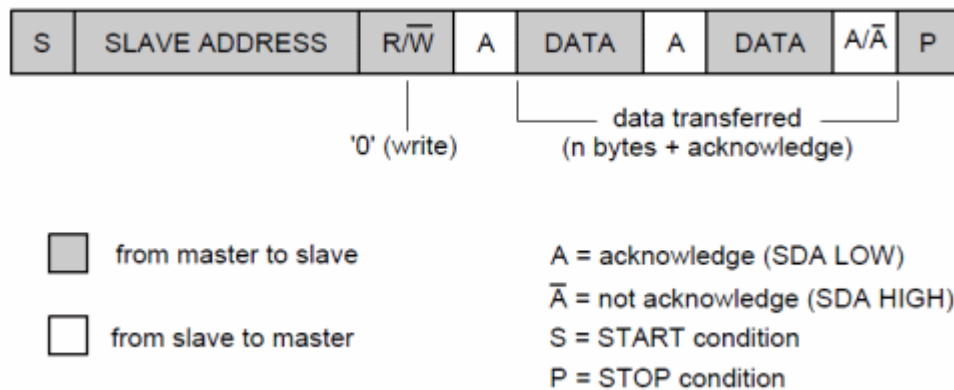 S SLAVE ADDRESS R/W̅ A DATA A DATA A/A̅ P
data transferred
'0' (write) (n bytes + acknowledge)
from master to slave
from slave to master
A = acknowledge (SDA LOW)
A̅ = not acknowledge (SDA HIGH)
S = START condition
P = STOP condition